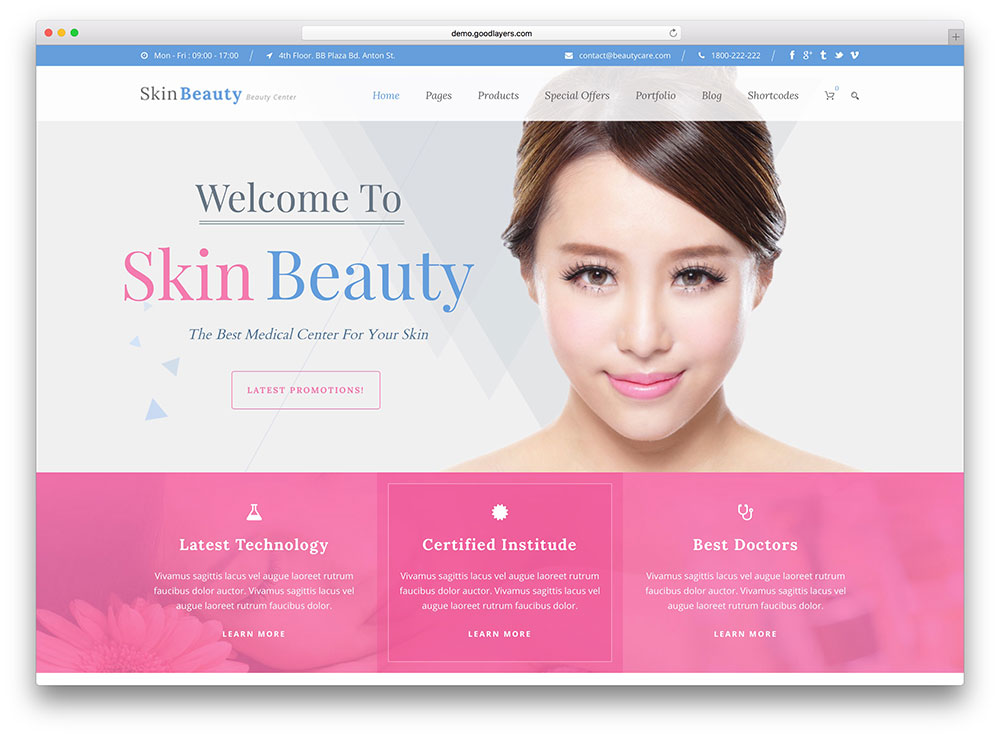 demo.goodlayers.com
Mon - Fri : 09:00 - 17:00 / 4th Floor. BB Plaza Bd. Anton St. contact@beautycare.com / 1800-222-222 /
SkinBeauty Beauty Center Home Pages Products Special Offers Portfolio Blog Shortcodes 0
Welcome To
Skin Beauty
The Best Medical Center For Your Skin
LATEST PROMOTIONS!
Latest Technology
Vivamus sagittis lacus vel augue laoreet rutrum
faucibus dolor auctor. Vivamus sagittis lacus vel
augue laoreet rutrum faucibus dolor.
LEARN MORE
Certified Institude
Vivamus sagittis lacus vel augue laoreet rutrum
faucibus dolor auctor. Vivamus sagittis lacus vel
augue laoreet rutrum faucibus dolor.
LEARN MORE
Best Doctors
Vivamus sagittis lacus vel augue laoreet rutrum
faucibus dolor auctor. Vivamus sagittis lacus vel
augue laoreet rutrum faucibus dolor.
LEARN MORE